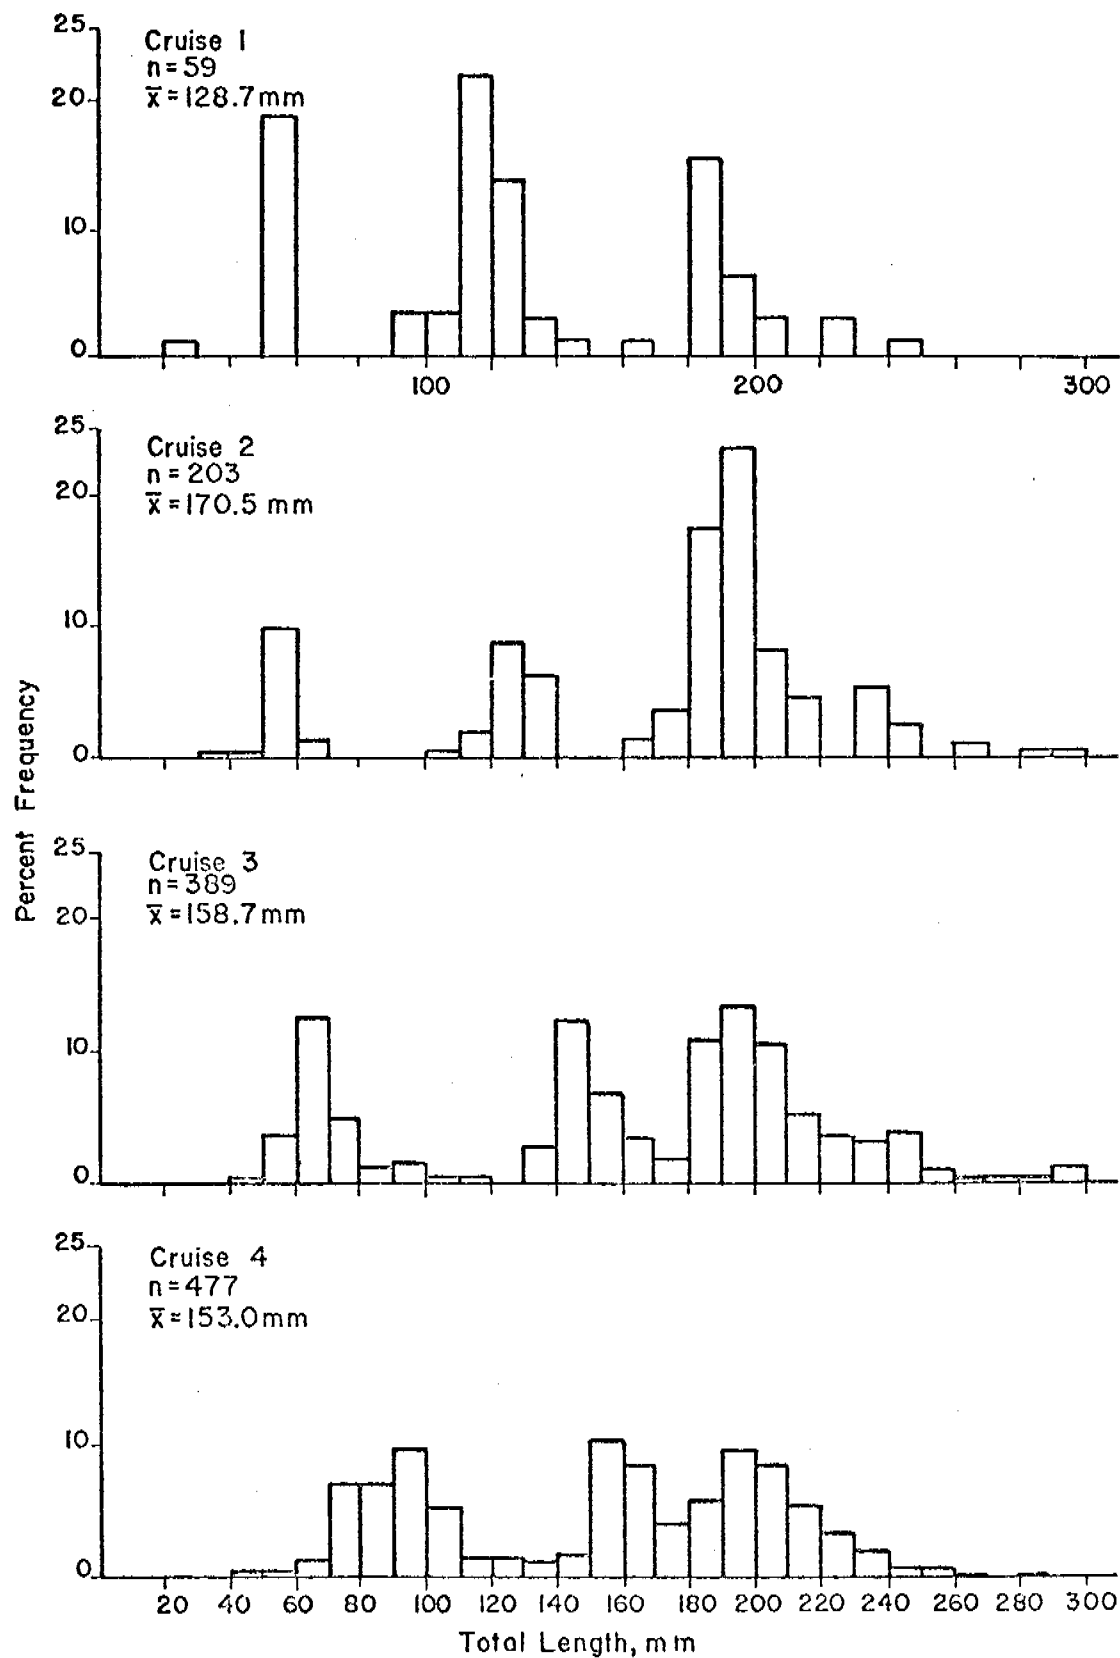 25
Cruise 1
n=59
x̄=128.7mm
20
10
0
100
200
300
25
Cruise 2
n=203
x̄=170.5 mm
20
10
0
Percent Frequency
25
Cruise 3
n=389
x̄=158.7mm
20
10
0
25
Cruise 4
n=477
x̄=153.0mm
20
10
0
20 40 60 80 100 120 140 160 180 200 220 240 260 280 300
Total Length, mm